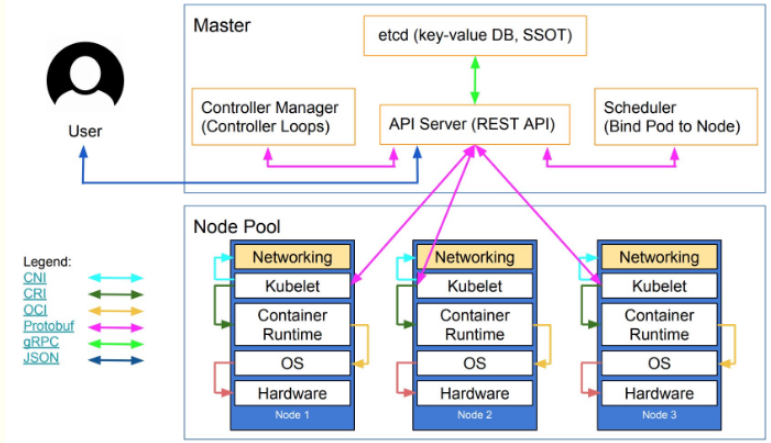 Master
etcd (key-value DB, SSOT)
Controller Manager
(Controller Loops)
API Server (REST API)
Scheduler
(Bind Pod to Node)
User
Node Pool
Networking
Kubelet
Container
Runtime
OS
Hardware
Node 1
Networking
Kubelet
Container
Runtime
OS
Hardware
Node 2
Networking
Kubelet
Container
Runtime
OS
Hardware
Node 3
Legend:
CNI
CRI
OCI
Protobuf
gRPC
JSON